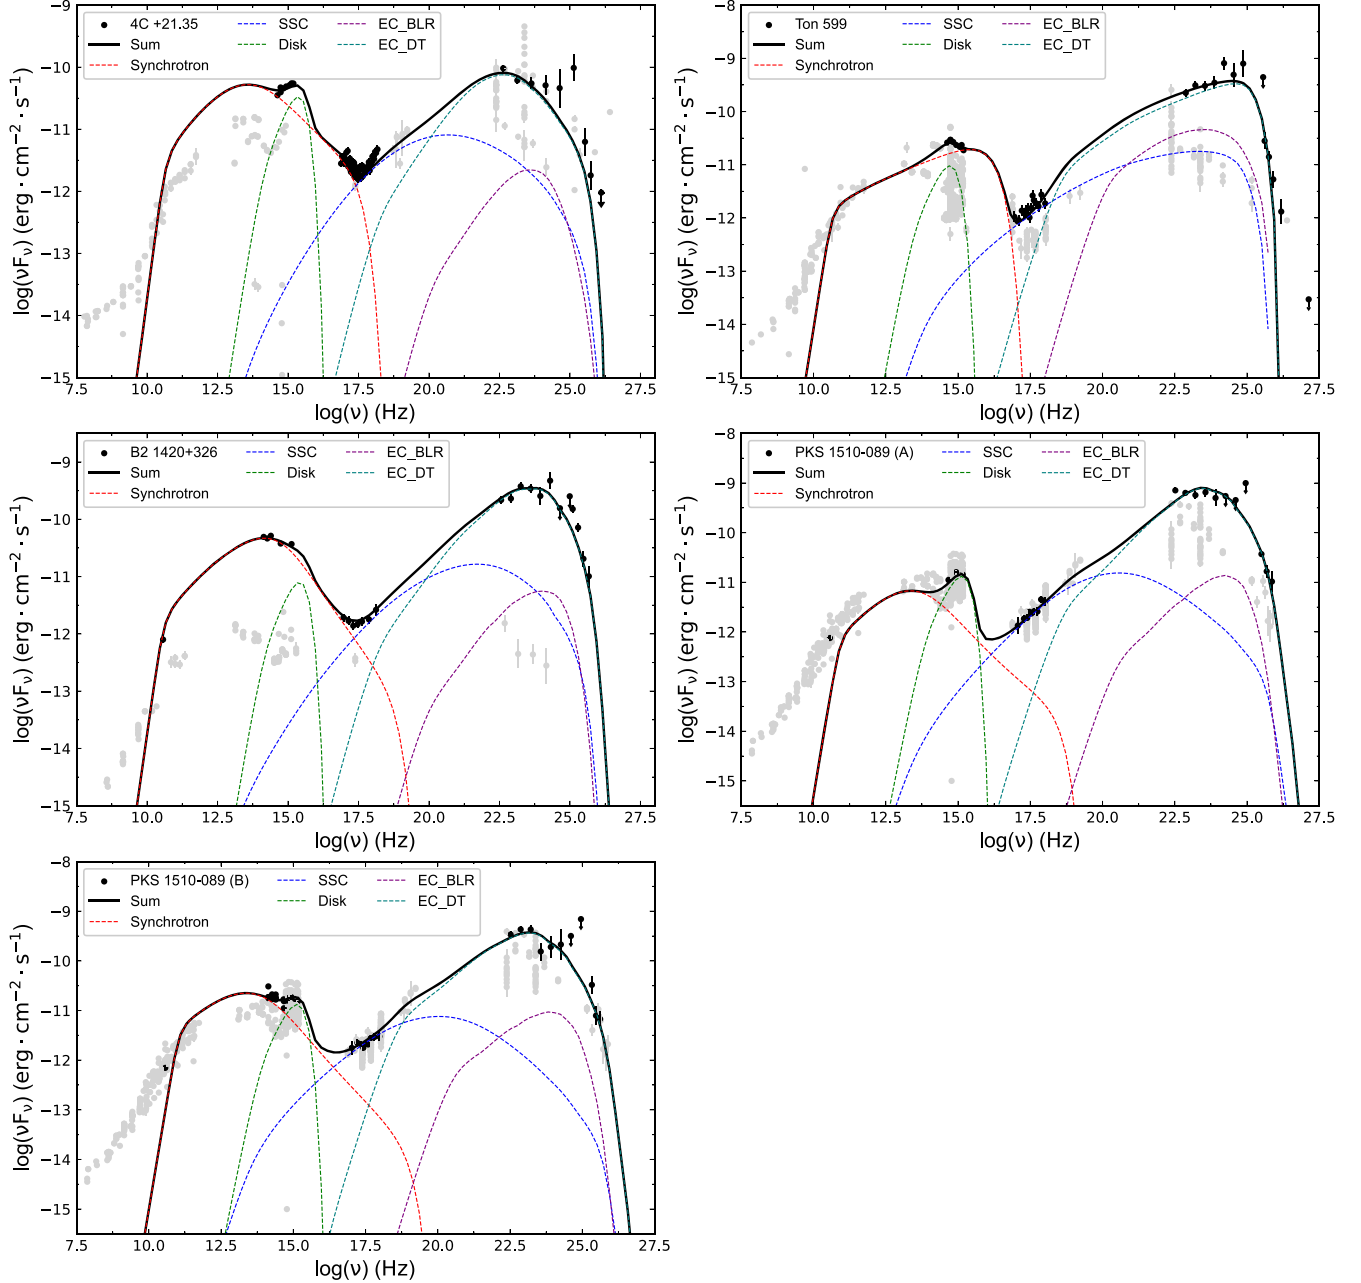 4C +21.35
Sum
Synchrotron
SSC
Disk
EC_BLR
EC_DT
log(νFν) (erg · cm−2 · s−1)
−9
−10
−11
−12
−13
−14
−15
7.5 10.0 12.5 15.0 17.5 20.0 22.5 25.0 27.5
log(ν) (Hz)
Ton 599
Sum
Synchrotron
SSC
Disk
EC_BLR
EC_DT
log(νFν) (erg · cm−2 · s−1)
−8
−9
−10
−11
−12
−13
−14
−15
7.5 10.0 12.5 15.0 17.5 20.0 22.5 25.0 27.5
log(ν) (Hz)
B2 1420+326
Sum
Synchrotron
SSC
Disk
EC_BLR
EC_DT
log(νFν) (erg · cm−2 · s−1)
−9
−10
−11
−12
−13
−14
−15
7.5 10.0 12.5 15.0 17.5 20.0 22.5 25.0 27.5
log(ν) (Hz)
PKS 1510-089 (A)
Sum
Synchrotron
SSC
Disk
EC_BLR
EC_DT
log(νFν) (erg · cm−2 · s−1)
−8
−9
−10
−11
−12
−13
−14
−15
7.5 10.0 12.5 15.0 17.5 20.0 22.5 25.0 27.5
log(ν) (Hz)
PKS 1510-089 (B)
Sum
Synchrotron
SSC
Disk
EC_BLR
EC_DT
log(νFν) (erg · cm−2 · s−1)
−8
−9
−10
−11
−12
−13
−14
−15
7.5 10.0 12.5 15.0 17.5 20.0 22.5 25.0 27.5
log(ν) (Hz)